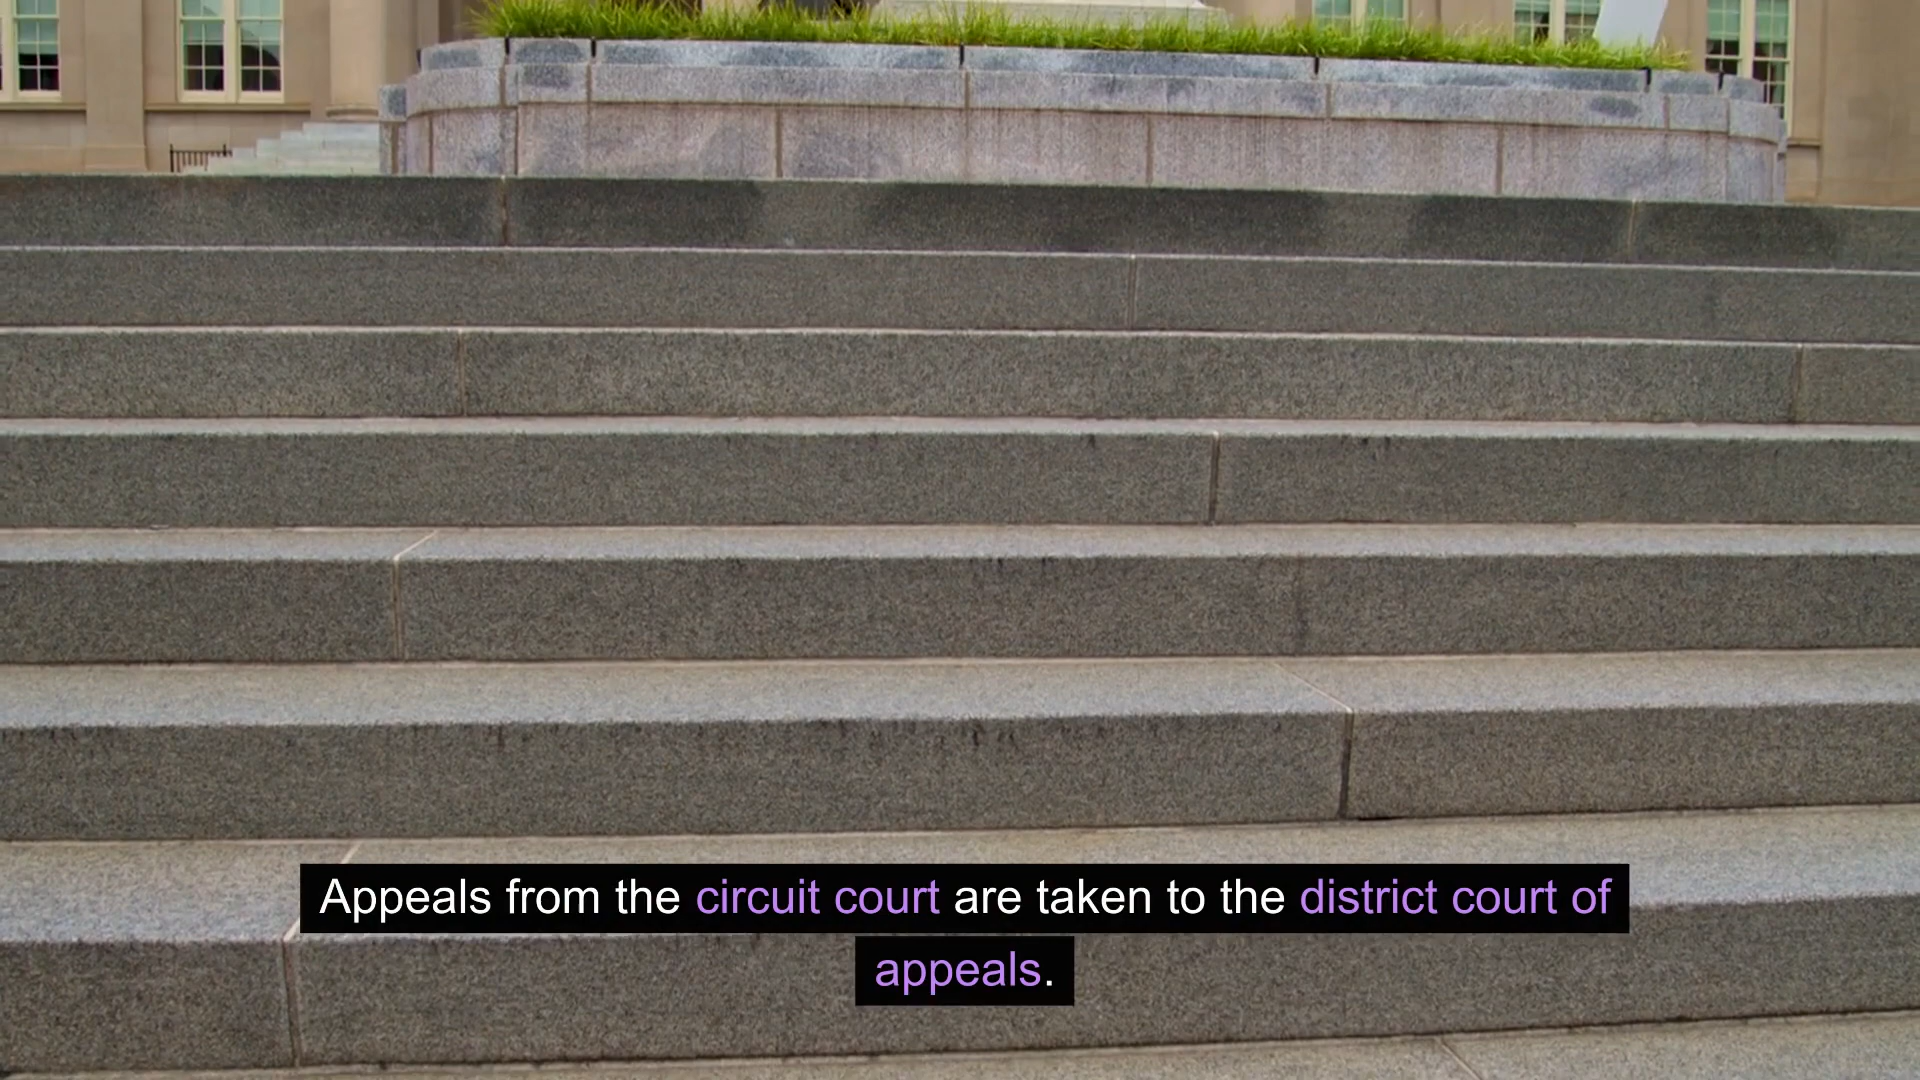 Appeals from the circuit court are taken to the district court of
appeals.